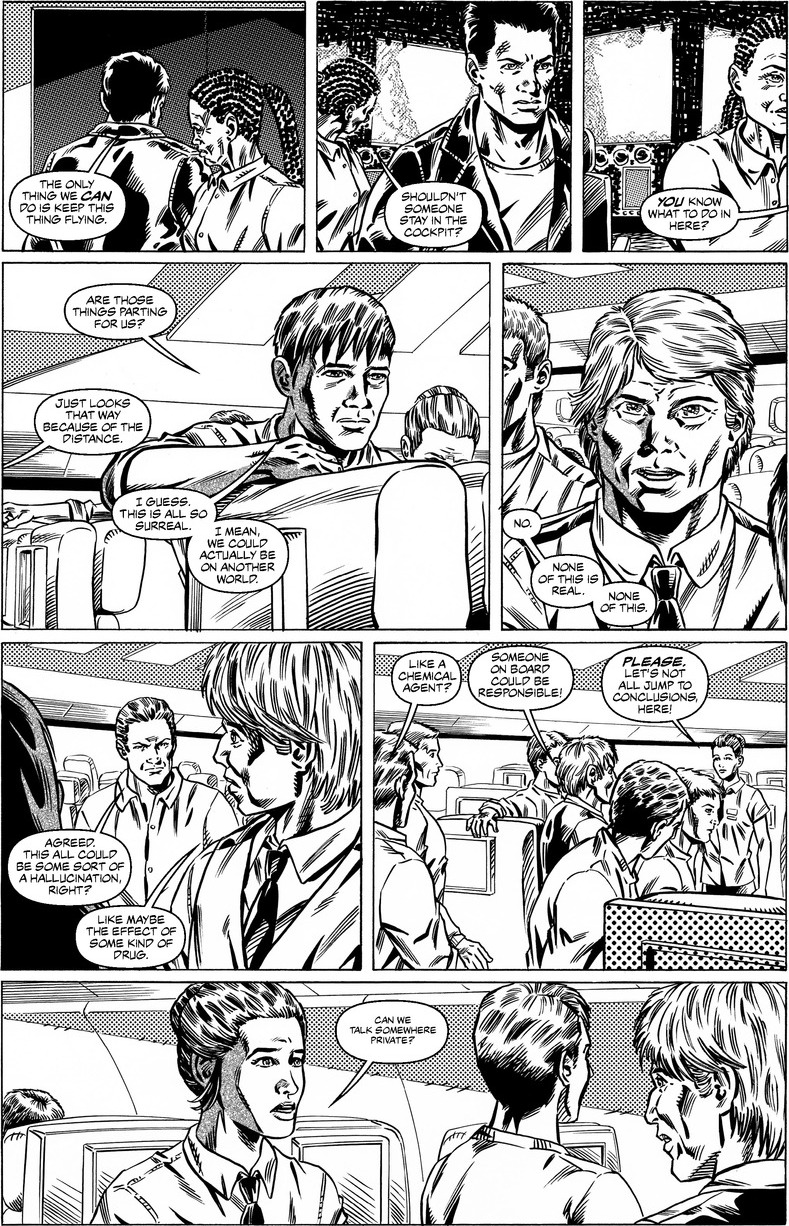 THE ONLY
THING WE CAN
DO IS KEEP THIS
THING FLYING.
SHOULDN'T
SOMEONE
STAY IN THE
COCKPIT?
YOU KNOW
WHAT TO DO IN
HERE?
ARE THOSE
THINGS PARTING
FOR US?
JUST LOOKS
THAT WAY
BECAUSE OF THE
DISTANCE.
I GUESS.
THIS IS ALL SO
SURREAL.
I MEAN,
WE COULD
ACTUALLY BE
ON ANOTHER
WORLD.
NO.
NONE
OF THIS IS
REAL.
NONE
OF THIS.
AGREED.
THIS ALL COULD
BE SOME SORT OF
A HALLUCINATION,
RIGHT?
LIKE MAYBE
THE EFFECT OF
SOME KIND OF
DRUG.
LIKE A
CHEMICAL
AGENT?
SOMEONE
ON BOARD
COULD BE
RESPONSIBLE!
PLEASE.
LET'S NOT
ALL JUMP TO
CONCLUSIONS,
HERE!
CAN WE
TALK SOMEWHERE
PRIVATE?